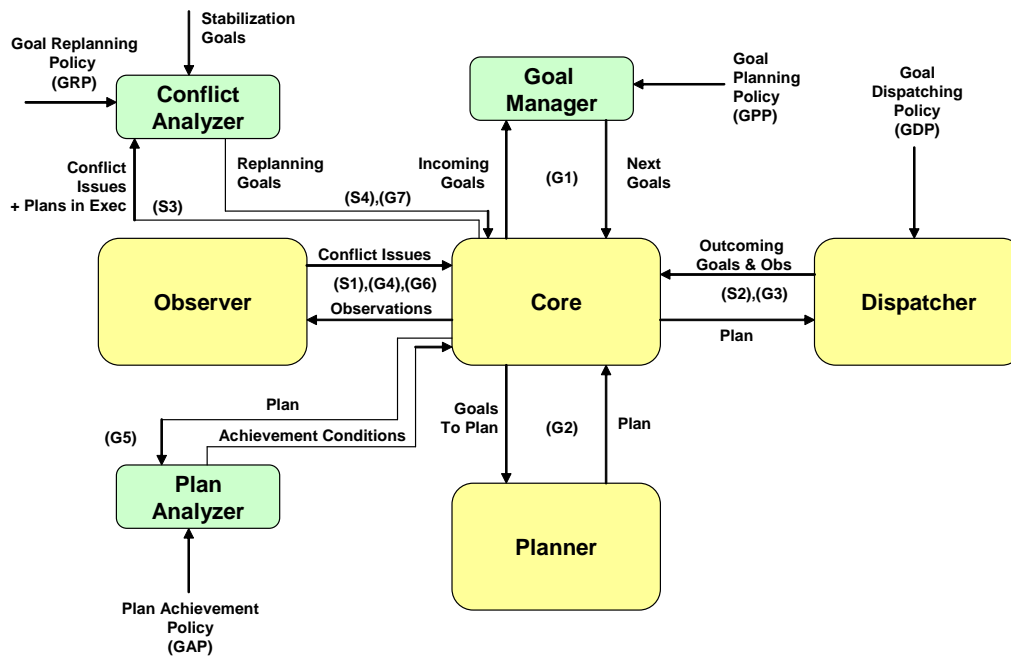 Stabilization
Goals
Goal Replanning
Policy
(GRP)
Conflict
Analyzer
Goal
Manager
Goal
Planning
Policy
(GPP)
Goal
Dispatching
Policy
(GDP)
Conflict
Issues
+ Plans in Exec
(S3)
Replanning
Goals
(S4),(G7)
Incoming
Goals
(G1)
Next
Goals
Observer
Conflict Issues
(S1),(G4),(G6)
Observations
Core
Outcoming
Goals & Obs
(S2),(G3)
Plan
Dispatcher
Plan
(G5)
Achievement Conditions
Goals
To Plan
(G2)
Plan
Plan
Analyzer
Planner
Plan Achievement
Policy
(GAP)